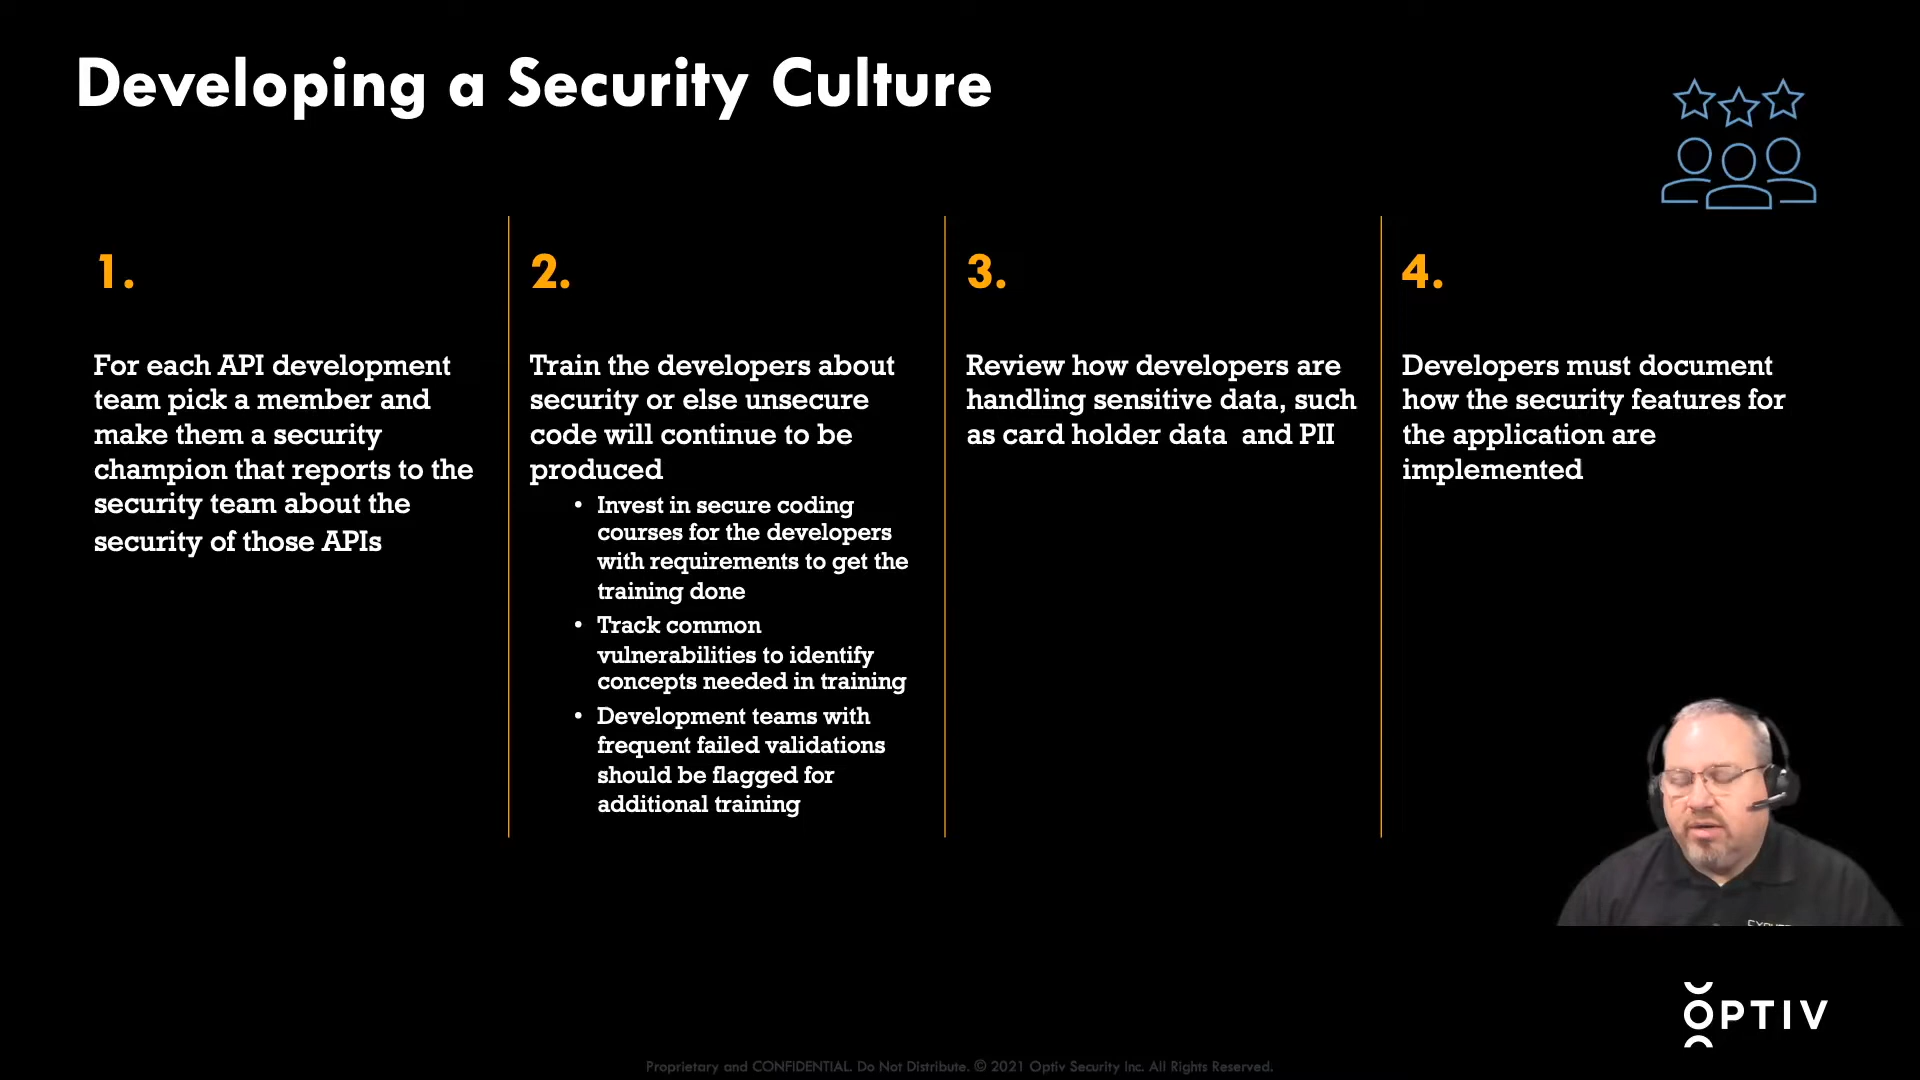 Developing a Security Culture
1.
For each API development
team pick a member and
make them a security
champion that reports to the
security team about the
security of those APIs
2.
Train the developers about
security or else unsecure
code will continue to be
produced
• Invest in secure coding
courses for the developers
with requirements to get the
training done
• Track common
vulnerabilities to identify
concepts needed in training
• Development teams with
frequent failed validations
should be flagged for
additional training
3.
Review how developers are
handling sensitive data, such
as card holder data  and PII
4.
Developers must document
how the security features for
the application are
implemented
OPTIV
Proprietary and CONFIDENTIAL. Do Not Distribute. © 2021 Optiv Security Inc. All Rights Reserved.